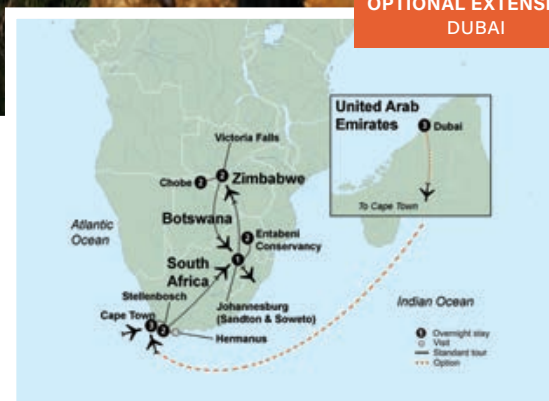 OPTIONAL EXTENS
DUBAI
United Arab
Emirates
3 Dubai
To Cape Town
Victoria Falls
2 Zimbabwe
Chobe 2
Botswana
Atlantic
Ocean
2 Entabeni
Conservancy
1
South
Africa
Stellenbosch
Cape Town
3 2
Johannesburg
(Sandton & Soweto)
Hermanus
Indian Ocean
1 Overnight stay
Visit
Standard tour
Option